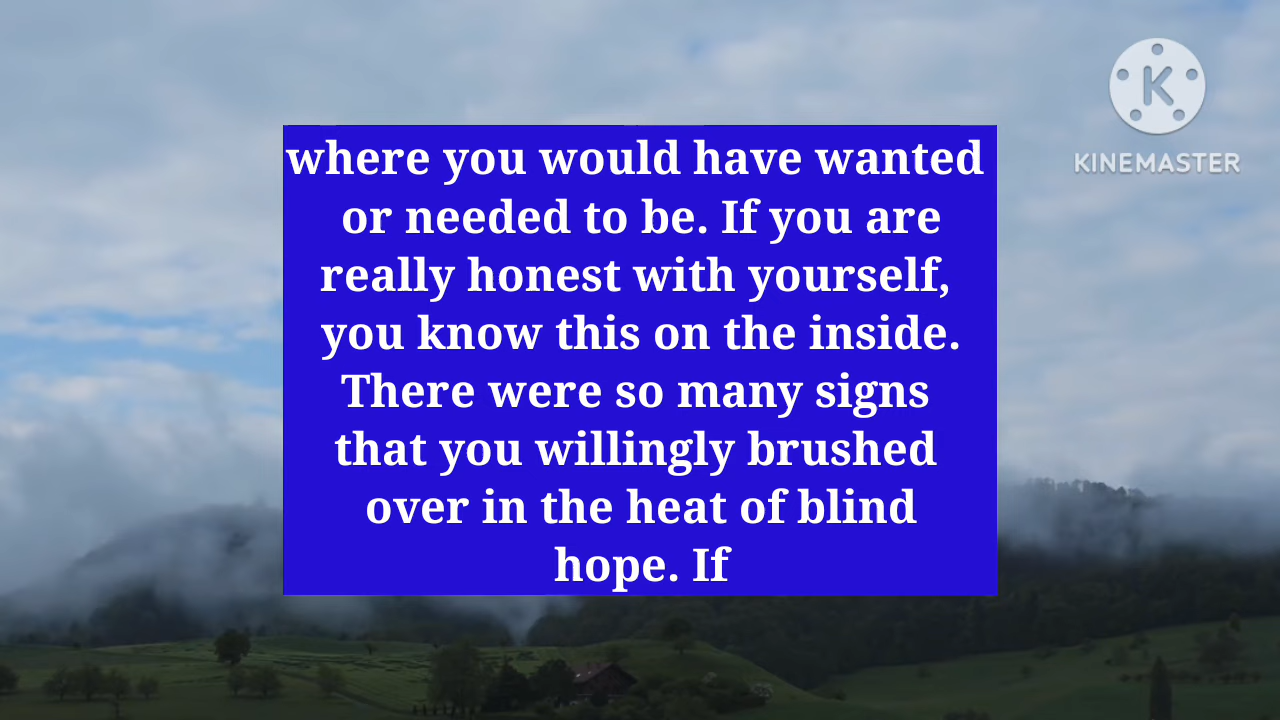 where you would have wanted
or needed to be. If you are
really honest with yourself,
you know this on the inside.
There were so many signs
that you willingly brushed
over in the heat of blind
hope. If
K
KINEMASTER